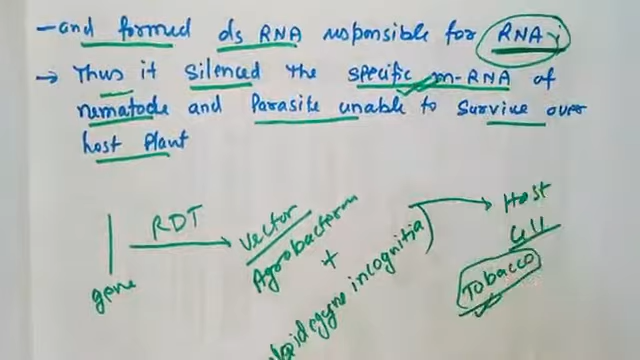 - and formed ds RNA responsible for RNAi
→ Thus it silenced the specific m-RNA of
nematode and Parasite unable to survive over
host Plant
gene
RDT
Vector
Agrobacterium
+
incognitia
Host
Cell
Tobacco